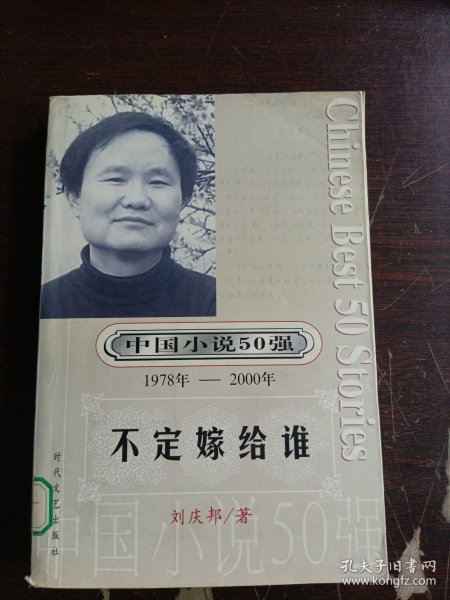 Chinese Best 50 Stories
中国小说50强
1978年 — 2000年
不定嫁给谁
刘庆邦/著
时代文艺出版社
中国小说50强
孔夫子旧书网
www.kongfz.com